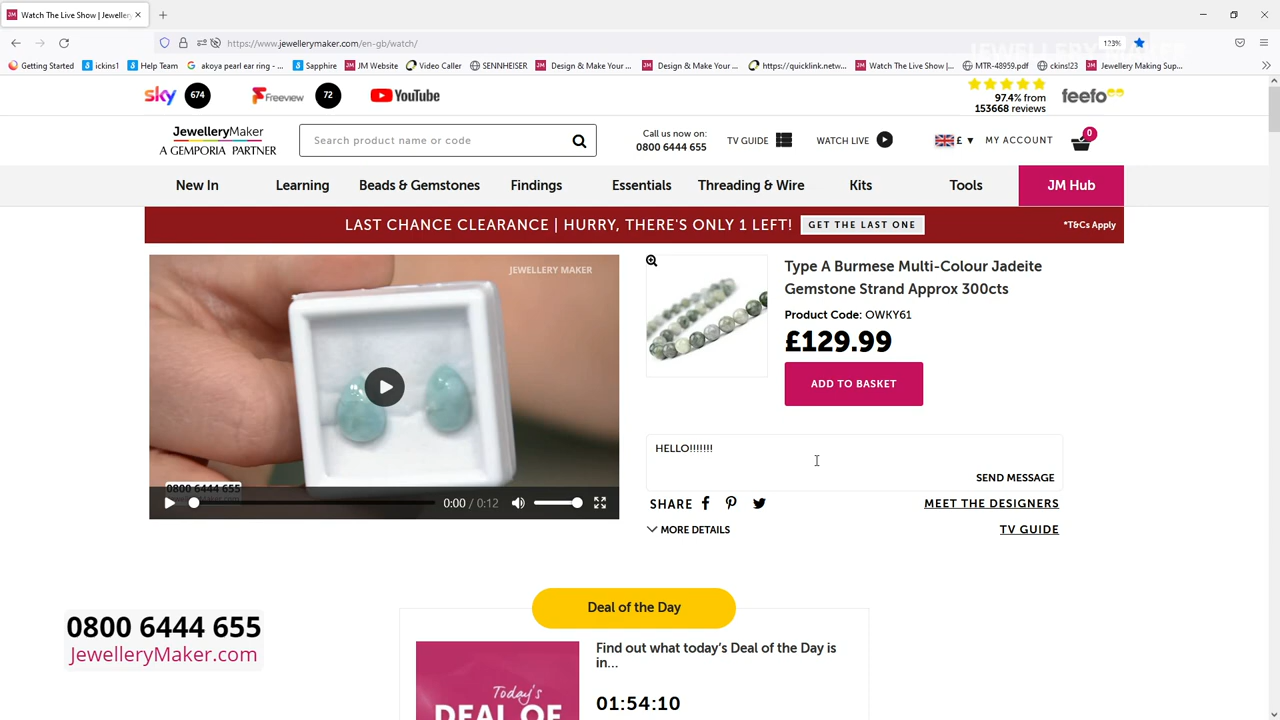 Watch The Live Show | Jeweller
https://www.jewellerymaker.com/en-gb/watch/
123%
Getting Started
ickins1
Help Team
akoya pearl ear ring - ...
Sapphire
JM Website
Video Caller
SENNHEISER
Design & Make Your ...
Design & Make Your ...
https://quicklink.netw...
Watch The Live Show |...
MTR-48959.pdf
ckins!23
Jewellery Making Sup...
sky 674
Freeview 72
YouTube
97.4% from
153668 reviews
feefo
JewelleryMaker
A GEMPORIA PARTNER
Search product name or code
Call us now on:
0800 6444 655
TV GUIDE
WATCH LIVE
£
MY ACCOUNT
0
New In
Learning
Beads & Gemstones
Findings
Essentials
Threading & Wire
Kits
Tools
JM Hub
LAST CHANCE CLEARANCE | HURRY, THERE'S ONLY 1 LEFT! GET THE LAST ONE
*T&Cs Apply
JEWELLERY MAKER
0800 6444 655
0:00 / 0:12
Type A Burmese Multi-Colour Jadeite
Gemstone Strand Approx 300cts
Product Code: OWKY61
£129.99
ADD TO BASKET
HELLO!!!!!!!
SEND MESSAGE
SHARE
MEET THE DESIGNERS
MORE DETAILS
TV GUIDE
0800 6444 655
JewelleryMaker.com
Deal of the Day
Find out what today's Deal of the Day is
in...
01:54:10
Today's
DEAL OF